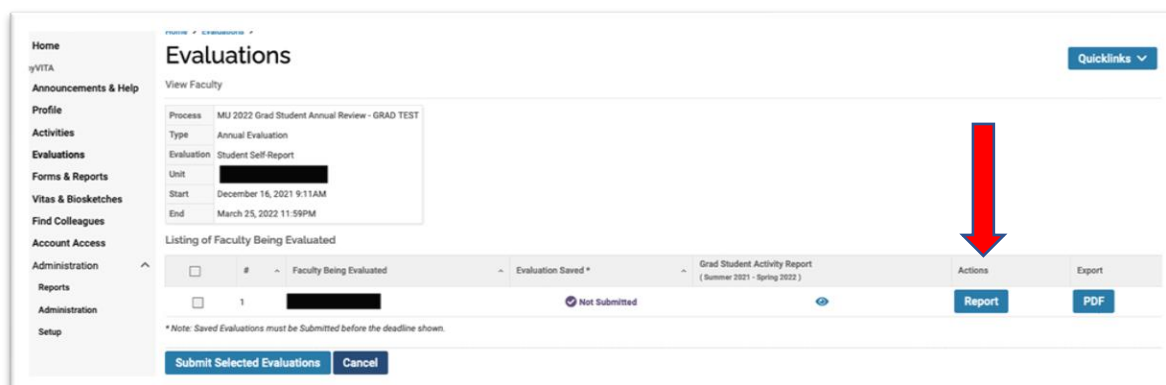 Home > Evaluations >
Home
Evaluations
Quicklinks
yVITA
Announcements & Help
View Faculty
Profile
Process MU 2022 Grad Student Annual Review - GRAD TEST
Activities
Type Annual Evaluation
Evaluations
Evaluation Student Self-Report
Forms & Reports
Unit
Vitas & Biosketches
Start December 16, 2021 9:11AM
End March 25, 2022 11:59PM
Find Colleagues
Account Access
Listing of Faculty Being Evaluated
Administration
# Faculty Being Evaluated Evaluation Saved * Grad Student Activity Report Actions Export
( Summer 2021 - Spring 2022 )
Reports
1 Not Submitted Report PDF
Administration
Setup
* Note: Saved Evaluations must be Submitted before the deadline shown.
Submit Selected Evaluations Cancel